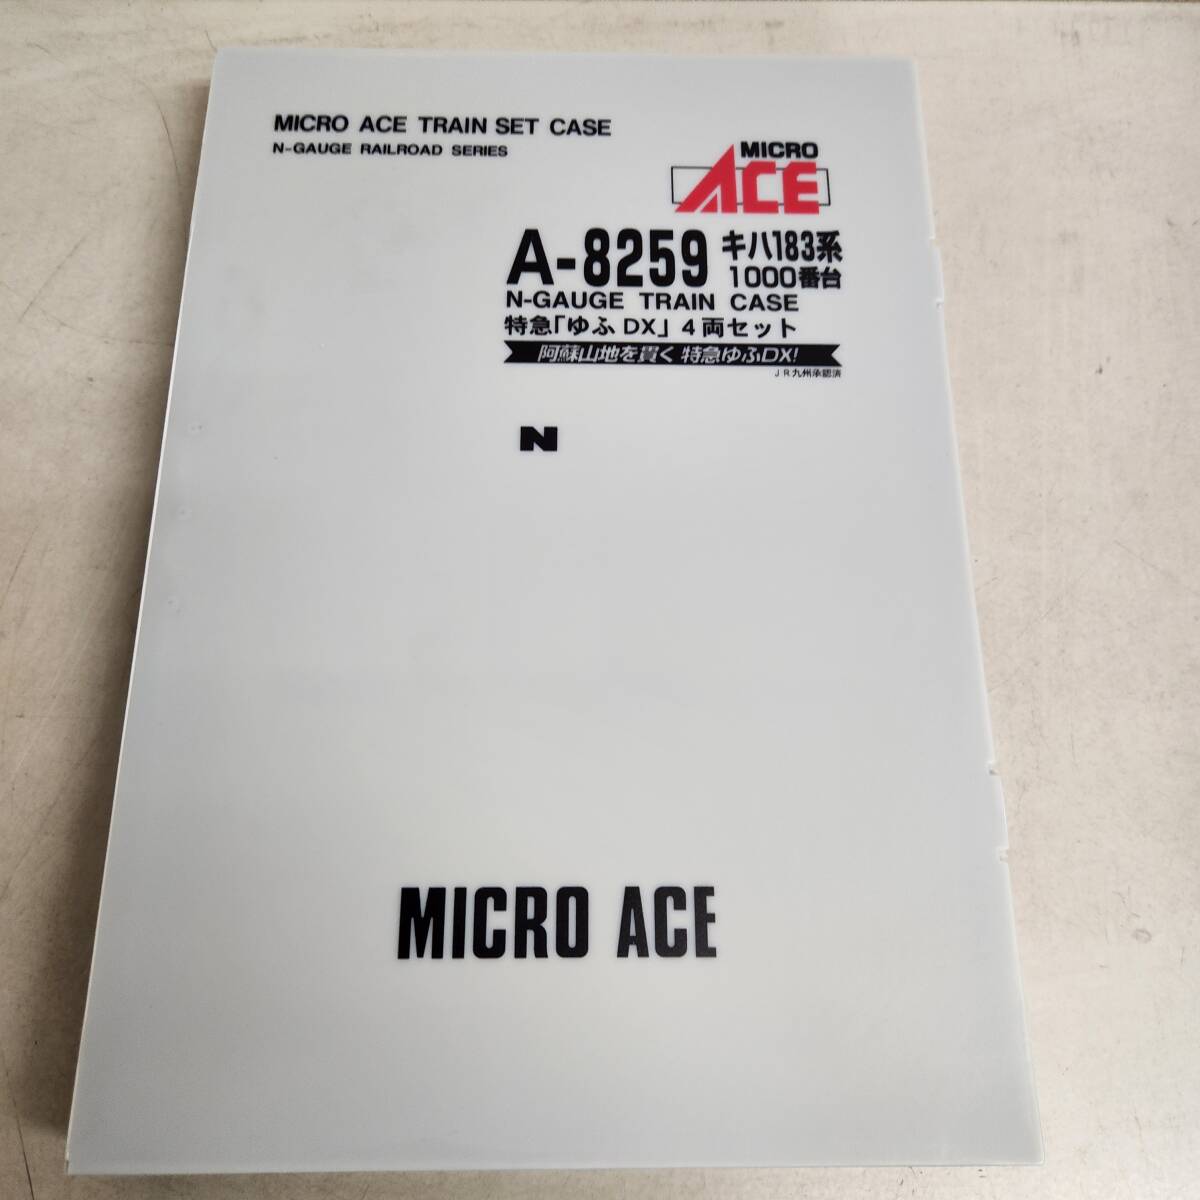 MICRO ACE TRAIN SET CASE
N-GAUGE RAILROAD SERIES
MICRO
ACE
A-8259 キハ183系
1000番台
N-GAUGE TRAIN CASE
特急「ゆふ DX」4両セット
阿蘇山地を貫く 特急ゆふDX!
JR九州承認済
N
MICRO ACE